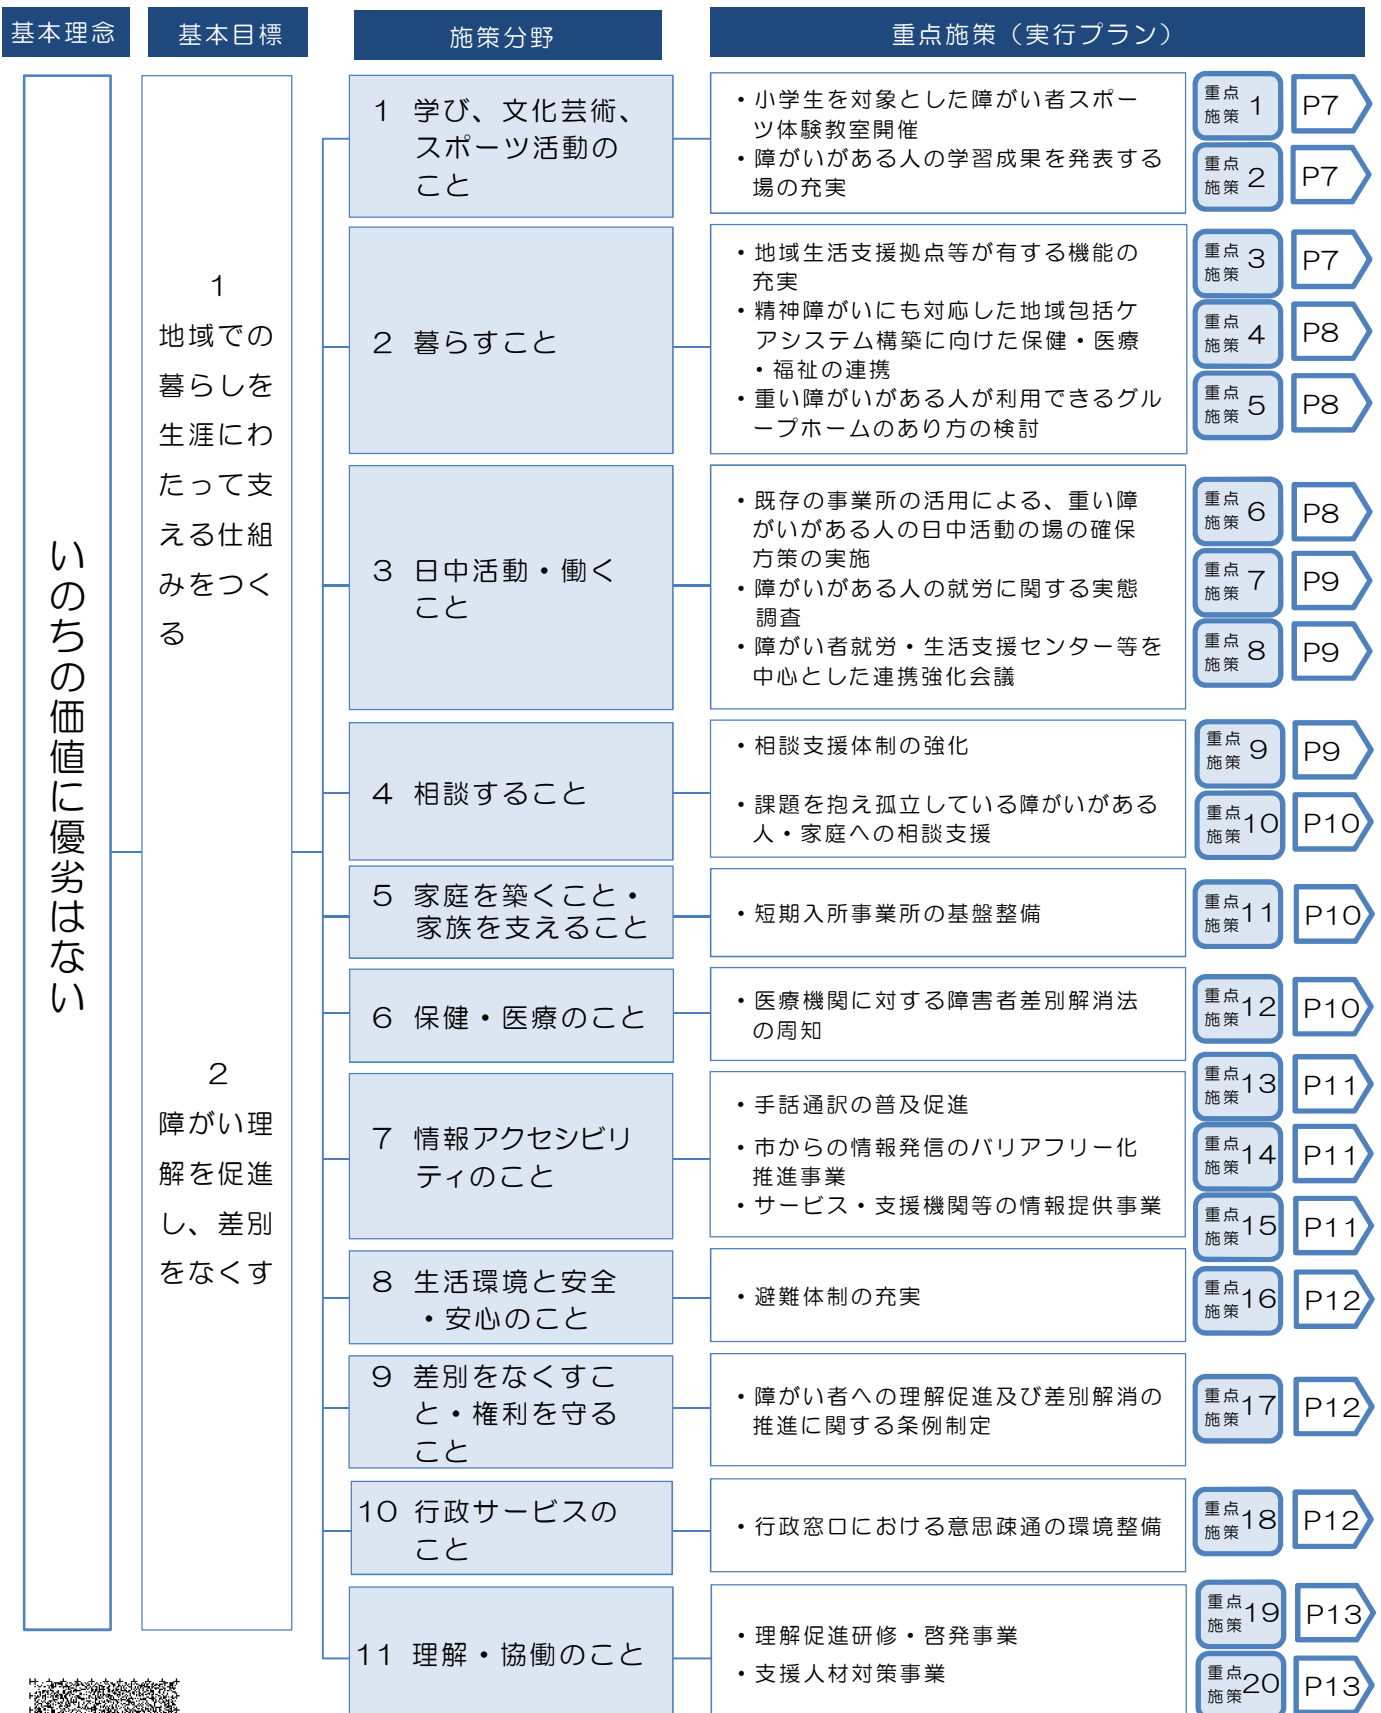 基本理念
基本目標
施策分野
重点施策（実行プラン）
いのちの価値に優劣はない
1
地域での
暮らしを
生涯にわ
たって支
える仕組
みをつく
る
2
障がい理
解を促進
し、差別
をなくす
1 学び、文化芸術、
スポーツ活動の
こと
・小学生を対象とした障がい者スポー
ツ体験教室開催
・障がいがある人の学習成果を発表する
場の充実
重点施策 1 P7
重点施策 2 P7
2 暮らすこと
・地域生活支援拠点等が有する機能の
充実
・精神障がいにも対応した地域包括ケ
アシステム構築に向けた保健・医療
・福祉の連携
・重い障がいがある人が利用できるグル
ープホームのあり方の検討
重点施策 3 P7
重点施策 4 P8
重点施策 5 P8
3 日中活動・働く
こと
・既存の事業所の活用による、重い障
がいがある人の日中活動の場の確保
方策の実施
・障がいがある人の就労に関する実態
調査
・障がい者就労・生活支援センター等を
中心とした連携強化会議
重点施策 6 P8
重点施策 7 P9
重点施策 8 P9
4 相談すること
・相談支援体制の強化
・課題を抱え孤立している障がいがある
人・家庭への相談支援
重点施策 9 P9
重点施策 10 P10
5 家庭を築くこと・
家族を支えること
・短期入所事業所の基盤整備
重点施策 11 P10
6 保健・医療のこと
・医療機関に対する障害者差別解消法
の周知
重点施策 12 P10
7 情報アクセシビリ
ティのこと
・手話通訳の普及促進
・市からの情報発信のバリアフリー化
推進事業
・サービス・支援機関等の情報提供事業
重点施策 13 P11
重点施策 14 P11
重点施策 15 P11
8 生活環境と安全
・安心のこと
・避難体制の充実
重点施策 16 P12
9 差別をなくすこ
と・権利を守る
こと
・障がい者への理解促進及び差別解消の
推進に関する条例制定
重点施策 17 P12
10 行政サービスの
こと
・行政窓口における意思疎通の環境整備
重点施策 18 P12
11 理解・協働のこと
・理解促進研修・啓発事業
・支援人材対策事業
重点施策 19 P13
重点施策 20 P13